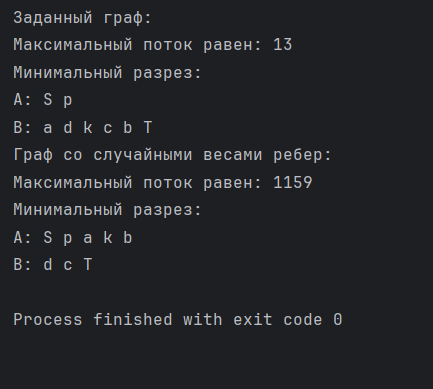 Заданный граф:
Максимальный поток равен: 13
Минимальный разрез:
A: S p
B: a d k c b T
Граф со случайными весами ребер:
Максимальный поток равен: 1159
Минимальный разрез:
A: S p a k b
B: d c T
Process finished with exit code 0